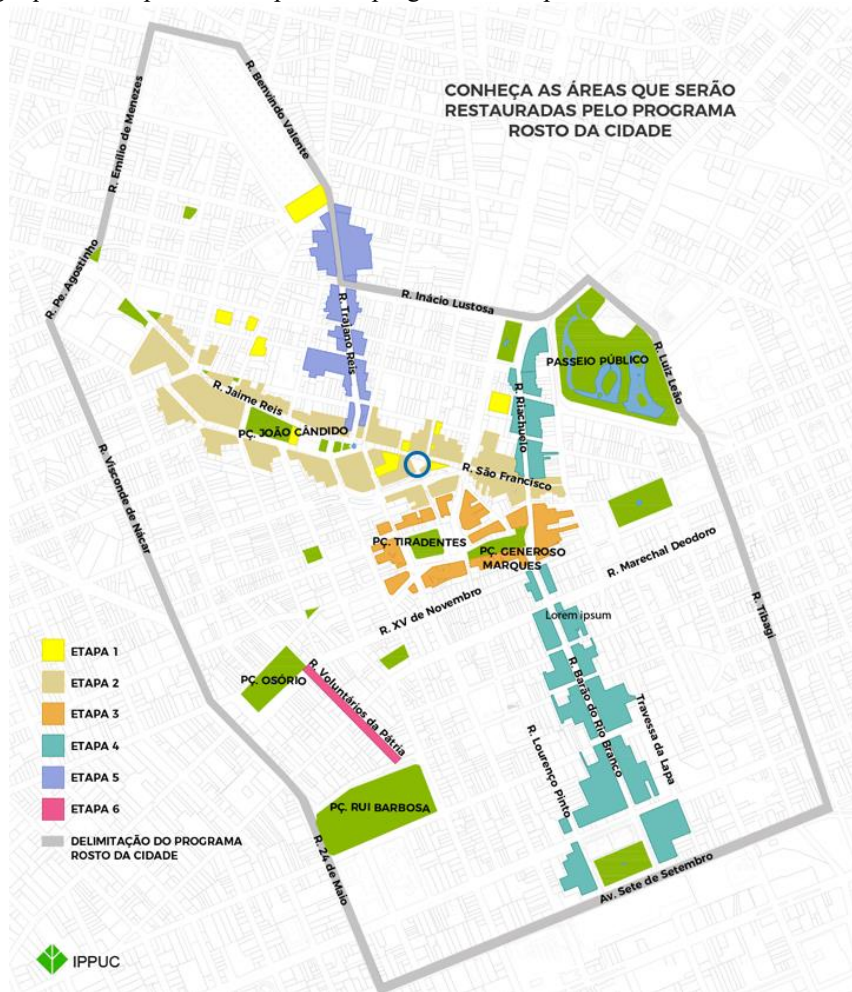 CONHEÇA AS ÁREAS QUE SERÃO
RESTAURADAS PELO PROGRAMA
ROSTO DA CIDADE
R. Benvindo Valente
R. Emílio de Menezes
R. Pe. Agostinho
R. Inácio Lustosa
R. Trajano Reis
PASSEIO PÚBLICO
R. Luiz Leão
R. Riachuelo
R. Jaime Reis
PÇ. JOÃO CÂNDIDO
R. São Francisco
R. Visconde de Nácar
PÇ. TIRADENTES
PÇ. GENEROSO
MARQUES
R. Marechal Deodoro
R. XV de Novembro
Lorem ipsum
R. Tibagi
PÇ. OSÓRIO
R. Voluntários da Pátria
R. Barão do Rio Branco
Travessa da Lapa
R. Lourenço Pinto
PÇ. RUI BARBOSA
R. 24 de Maio
Av. Sete de Setembro
ETAPA 1
ETAPA 2
ETAPA 3
ETAPA 4
ETAPA 5
ETAPA 6
DELIMITAÇÃO DO PROGRAMA
ROSTO DA CIDADE
IPPUC